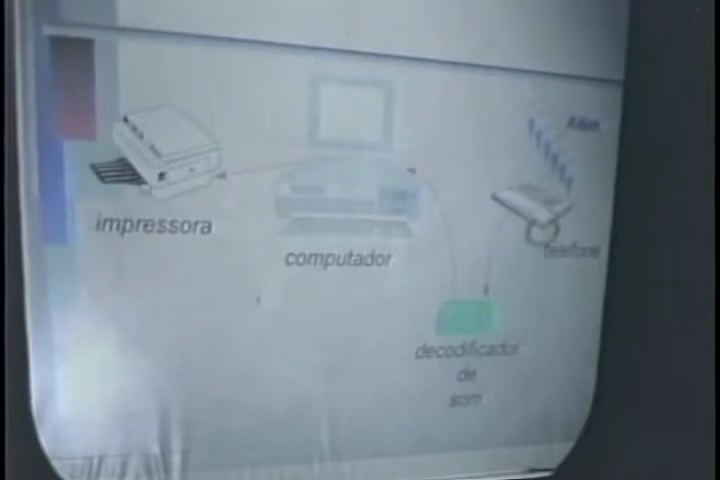 impressora
computador
telefone
decodificador
de
som